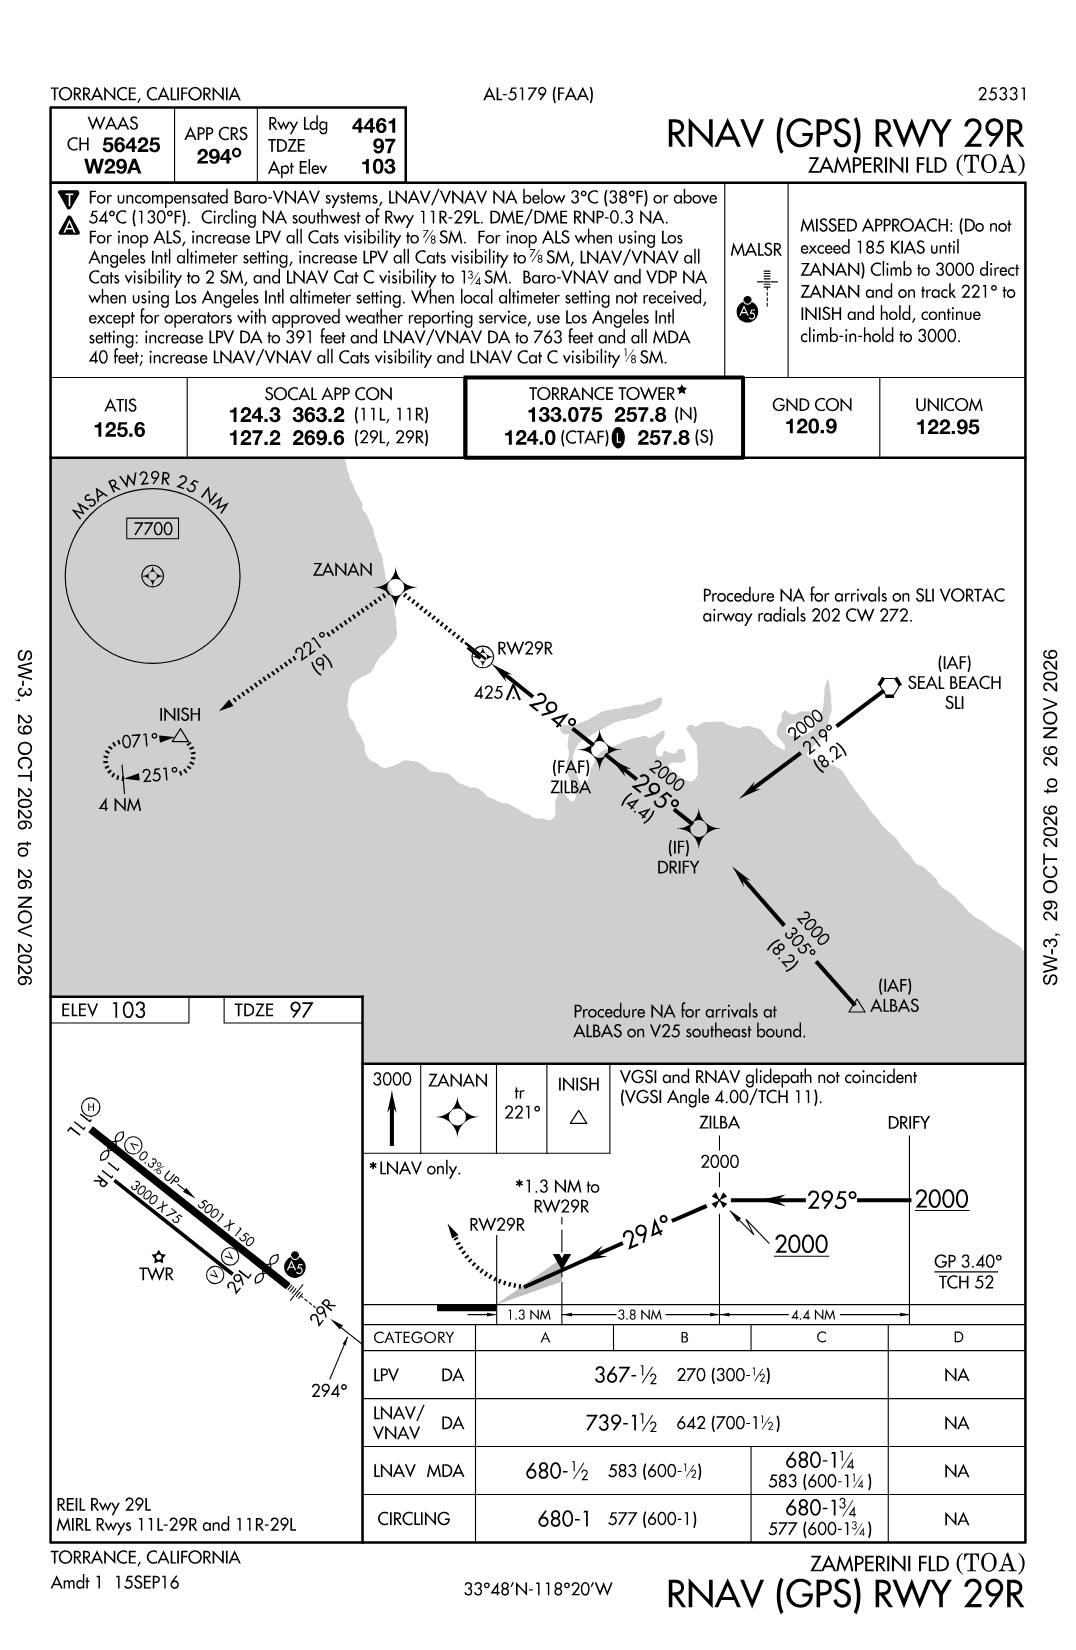 TORRANCE, CALIFORNIA
AL-5179 (FAA)
25331
WAAS
CH 56425
W29A
APP CRS
294°
Rwy Ldg 4461
TDZE 97
Apt Elev 103
RNAV (GPS) RWY 29R
ZAMPERINI FLD (TOA)
T
A
For uncompensated Baro-VNAV systems, LNAV/VNAV NA below 3°C (38°F) or above
54°C (130°F). Circling NA southwest of Rwy 11R-29L. DME/DME RNP-0.3 NA.
For inop ALS, increase LPV all Cats visibility to ⅞ SM. For inop ALS when using Los
Angeles Intl altimeter setting, increase LPV all Cats visibility to ⅞ SM, LNAV/VNAV all
Cats visibility to 2 SM, and LNAV Cat C visibility to 1¾ SM. Baro-VNAV and VDP NA
when using Los Angeles Intl altimeter setting. When local altimeter setting not received,
except for operators with approved weather reporting service, use Los Angeles Intl
setting: increase LPV DA to 391 feet and LNAV/VNAV DA to 763 feet and all MDA
40 feet; increase LNAV/VNAV all Cats visibility and LNAV Cat C visibility ⅛ SM.
MALSR
A5
MISSED APPROACH: (Do not
exceed 185 KIAS until
ZANAN) Climb to 3000 direct
ZANAN and on track 221° to
INISH and hold, continue
climb-in-hold to 3000.
ATIS
125.6
SOCAL APP CON
124.3 363.2 (11L, 11R)
127.2 269.6 (29L, 29R)
TORRANCE TOWER★
133.075 257.8 (N)
124.0 (CTAF) L 257.8 (S)
GND CON
120.9
UNICOM
122.95
MSA RW29R 25 NM
7700
ZANAN
Procedure NA for arrivals on SLI VORTAC
airway radials 202 CW 272.
221°
(9)
RW29R
425
294°
(IAF)
SEAL BEACH
SLI
2000
219°
(8.2)
INISH
071°
251°
4 NM
(FAF)
ZILBA
2000
295°
(4.4)
(IF)
DRIFY
2000
305°
(8.2)
(IAF)
ALBAS
Procedure NA for arrivals at
ALBAS on V25 southeast bound.
SW-3, 29 OCT 2026 to 26 NOV 2026
SW-3, 29 OCT 2026 to 26 NOV 2026
ELEV 103
TDZE 97
H
11L
V
0.3% UP
11R
3000 X 75
5001 X 150
TWR
V
V
29L
A5
29R
294°
REIL Rwy 29L
MIRL Rwys 11L-29R and 11R-29L
3000
ZANAN
tr
221°
INISH
VGSI and RNAV glidepath not coincident
(VGSI Angle 4.00/TCH 11).
ZILBA
DRIFY
*LNAV only.
2000
*1.3 NM to
RW29R
RW29R
294°
295°
2000
2000
GP 3.40°
TCH 52
1.3 NM
3.8 NM
4.4 NM
CATEGORY A B C D
LPV DA 367-½ 270 (300-½) NA
LNAV/
VNAV DA 739-1½ 642 (700-1½) NA
LNAV MDA 680-½ 583 (600-½) 680-1¼
583 (600-1¼) NA
CIRCLING 680-1 577 (600-1) 680-1¾
577 (600-1¾) NA
TORRANCE, CALIFORNIA
Amdt 1 15SEP16
33°48'N-118°20'W
ZAMPERINI FLD (TOA)
RNAV (GPS) RWY 29R